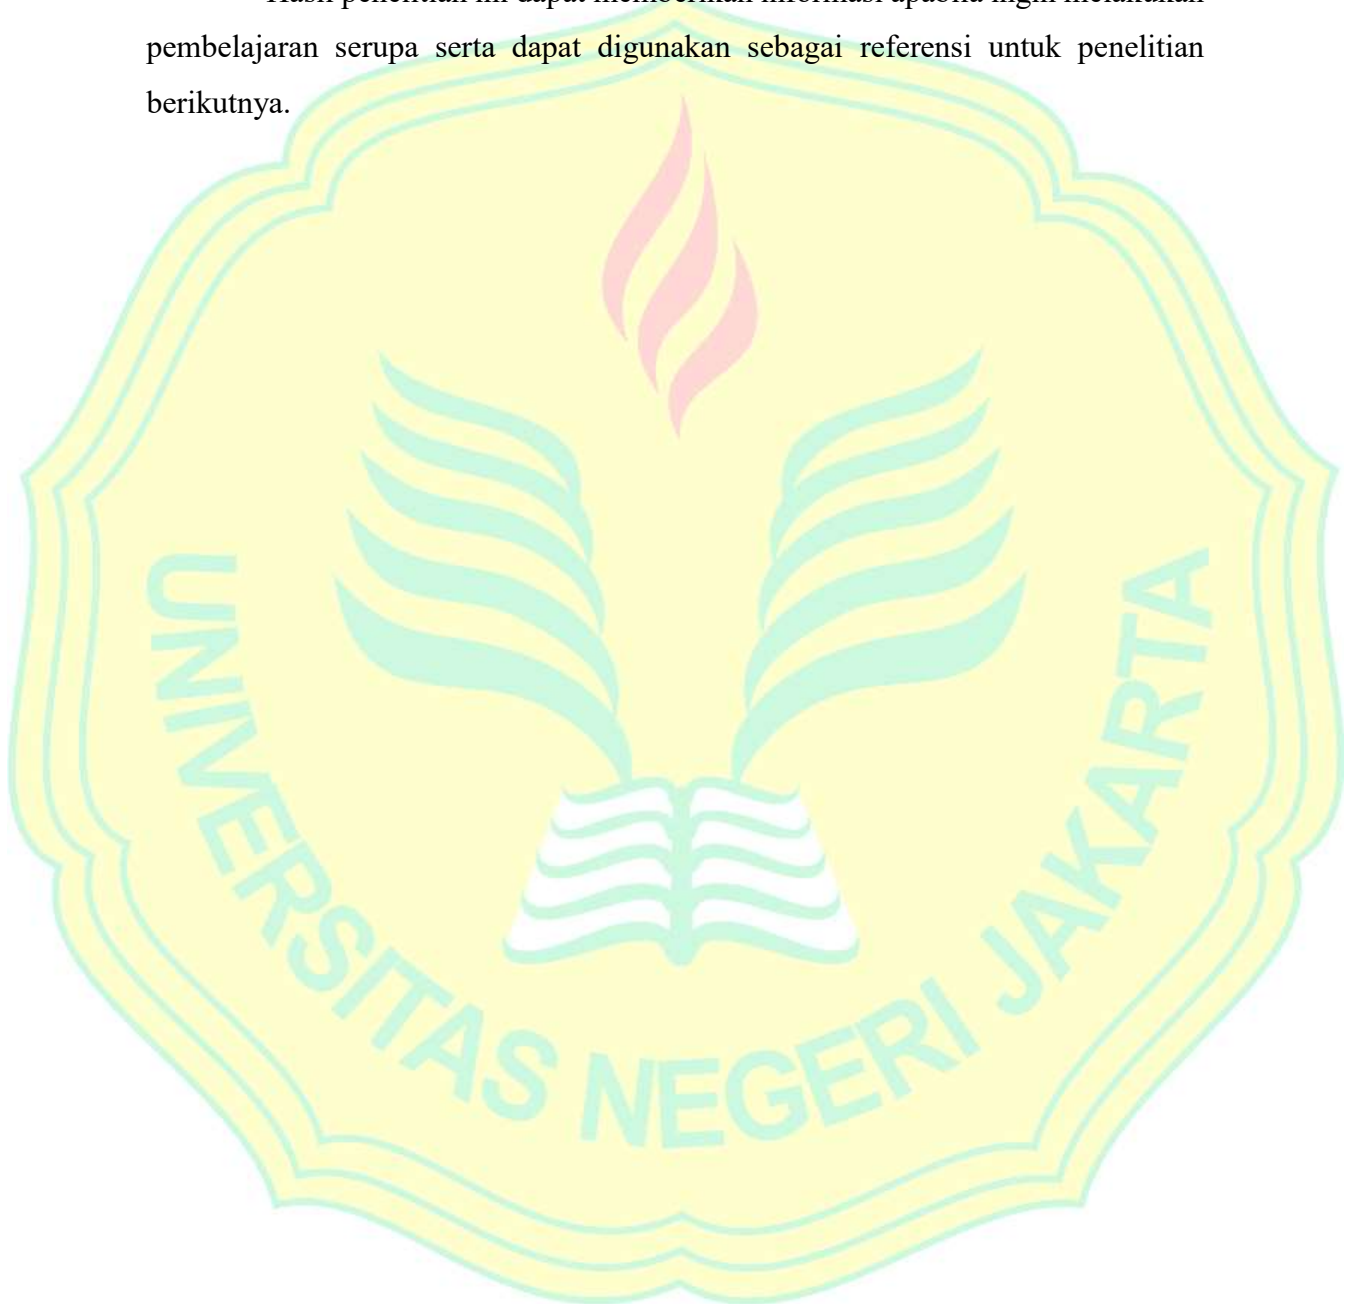 Hasil penelitian ini dapat memberikan informasi apabila ingin melakukan
pembelajaran serupa serta dapat digunakan sebagai referensi untuk penelitian
berikutnya.
UNIVERSITAS NEGERI JAKARTA